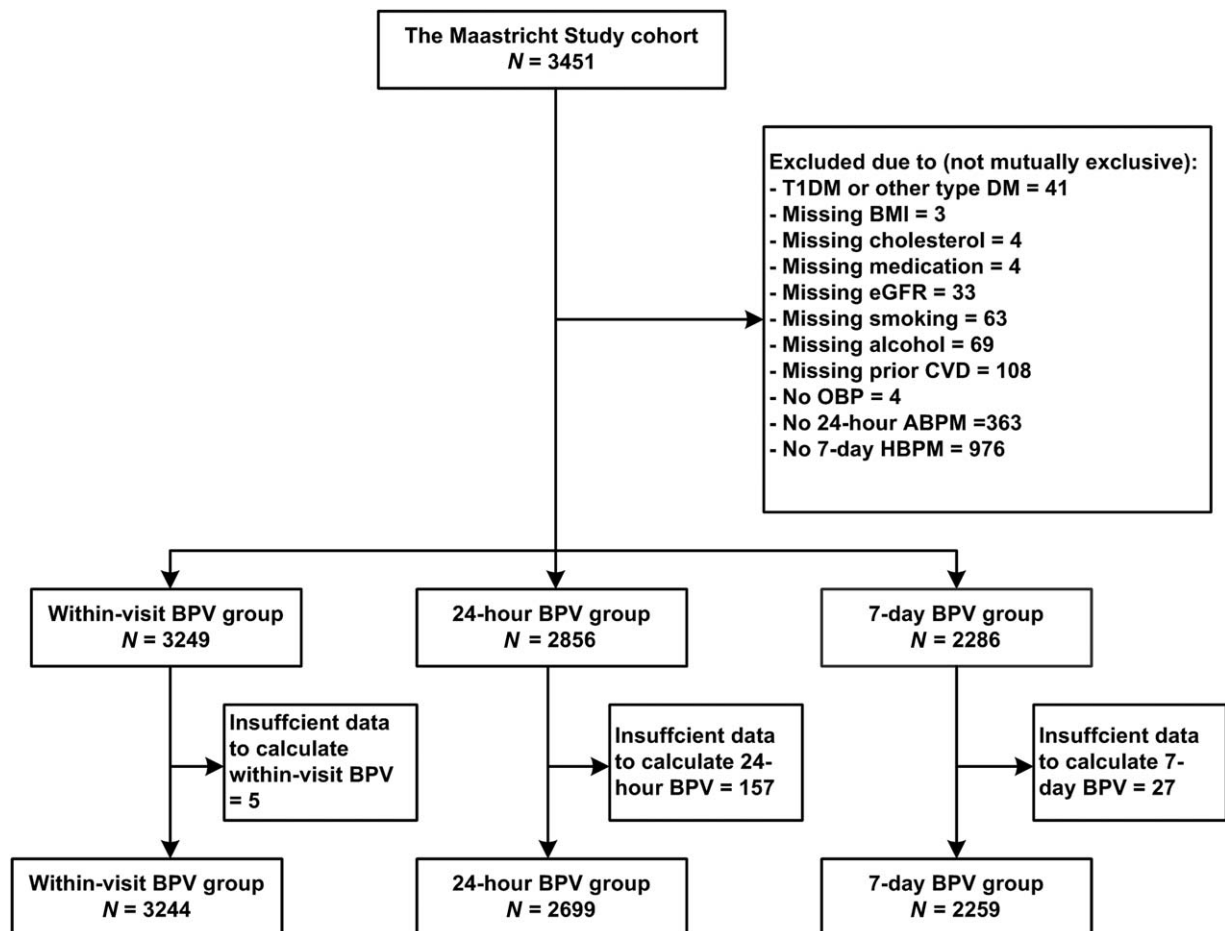 The Maastricht Study cohort
N = 3451
Excluded due to (not mutually exclusive):
- T1DM or other type DM = 41
- Missing BMI = 3
- Missing cholesterol = 4
- Missing medication = 4
- Missing eGFR = 33
- Missing smoking = 63
- Missing alcohol = 69
- Missing prior CVD = 108
- No OBP = 4
- No 24-hour ABPM =363
- No 7-day HBPM = 976
Within-visit BPV group
N = 3249
24-hour BPV group
N = 2856
7-day BPV group
N = 2286
Insuffcient data
to calculate
within-visit BPV
= 5
Insuffcient data
to calculate 24-
hour BPV = 157
Insuffcient data
to calculate 7-
day BPV = 27
Within-visit BPV group
N = 3244
24-hour BPV group
N = 2699
7-day BPV group
N = 2259